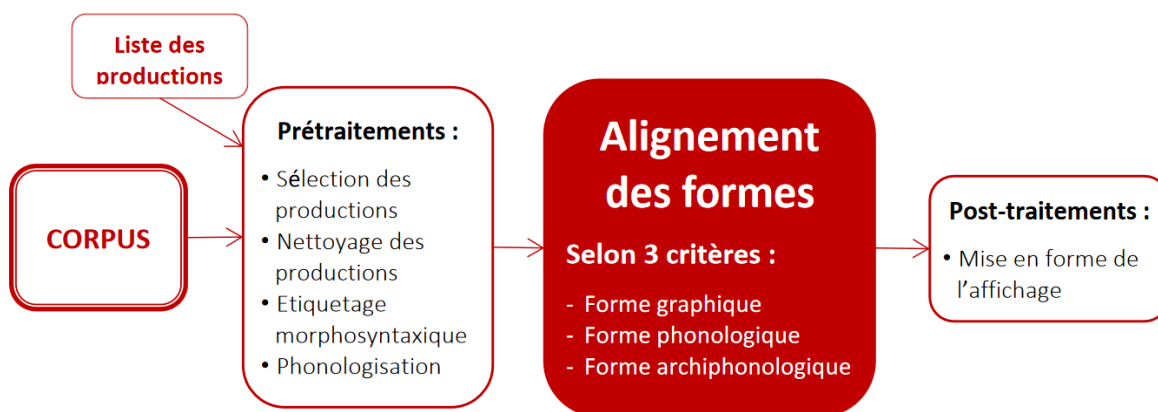 Liste des
productions
CORPUS
Prétraitements :
• Sélection des
productions
• Nettoyage des
productions
• Etiquetage
morphosyntaxique
• Phonologisation
Alignement
des formes
Selon 3 critères :
- Forme graphique
- Forme phonologique
- Forme archiphonologique
Post-traitements :
• Mise en forme de
l'affichage